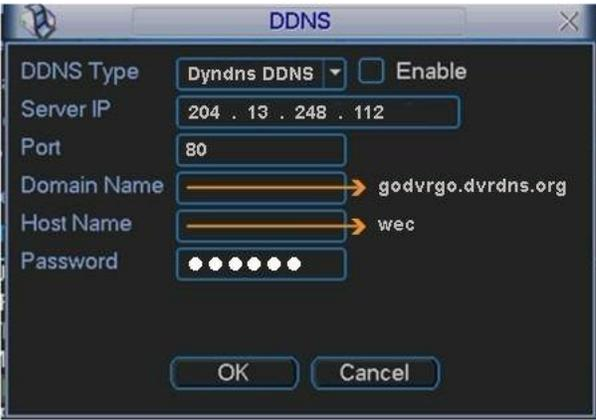 DDNS
DDNS Type Dyndns DDNS Enable
Server IP 204 . 13 . 248 . 112
Port 80
Domain Name godvrgo.dvrdns.org
Host Name wec
Password ●●●●●●
OK Cancel